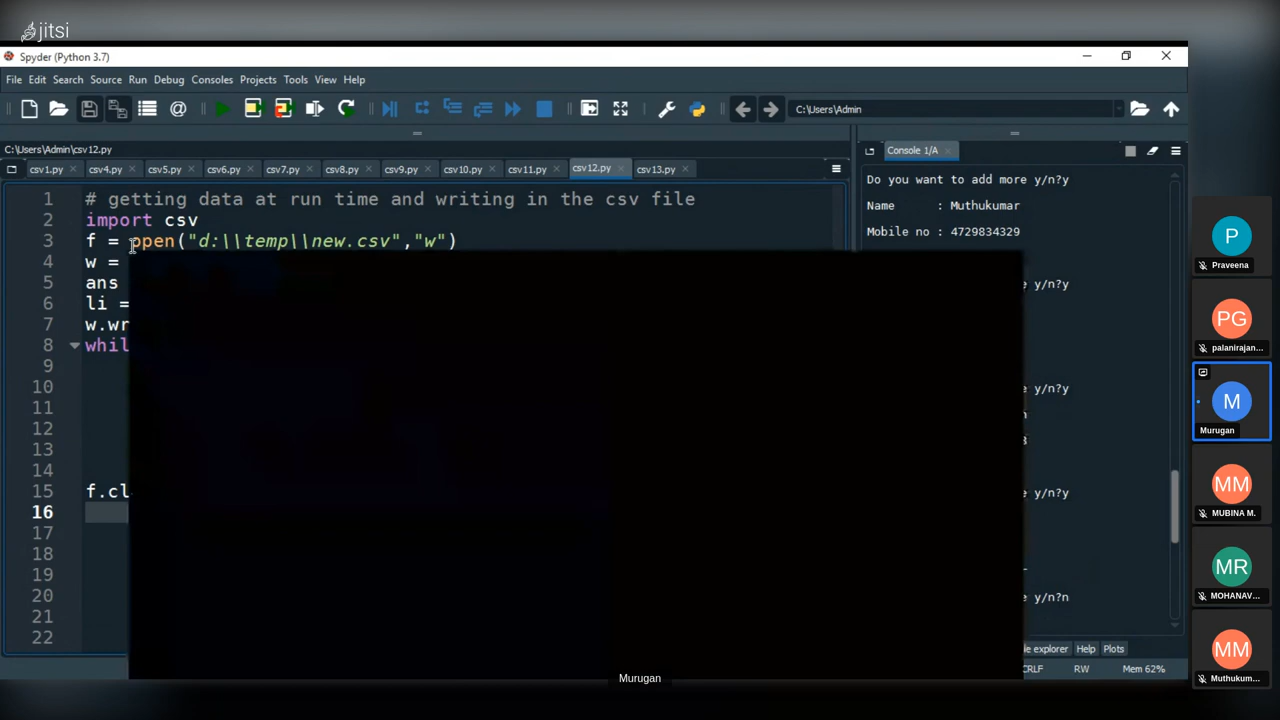 jitsi
Spyder (Python 3.7)
File Edit Search Source Run Debug Consoles Projects Tools View Help
C:\Users\Admin
C:\Users\Admin\csv12.py
csv1.py csv4.py csv5.py csv6.py csv7.py csv8.py csv9.py csv10.py csv11.py csv12.py csv13.py
1 # getting data at run time and writing in the csv file
2 import csv
3 f = open("d:\\temp\\new.csv","w")
4 w =
5 ans
6 li =
7 w.wr
8 whil
9
10
11
12
13
14
15 f.cl
16
17
18
19
20
21
22
Console 1/A
Do you want to add more y/n?y
Name : Muthukumar
Mobile no : 4729834329
e y/n?y
e y/n?y
e y/n?y
e y/n?n
le explorer Help Plots
CRLF RW Mem 62%
Murugan
P
Praveena
PG
palanirajan...
M
Murugan
MM
MUBINA M.
MR
MOHANAV...
MM
Muthukum...